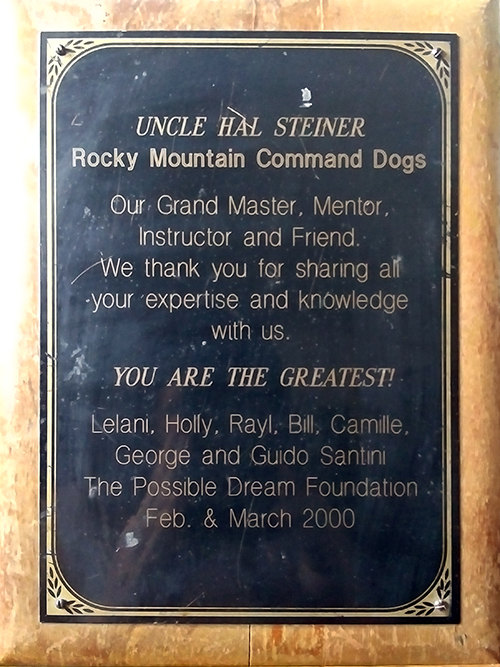 UNCLE HAL STEINER
Rocky Mountain Command Dogs
Our Grand Master, Mentor,
Instructor and Friend.
We thank you for sharing all
your expertise and knowledge
with us.
YOU ARE THE GREATEST!
Lelani, Holly, Rayl, Bill, Camille,
George and Guido Santini
The Possible Dream Foundation
Feb. & March 2000